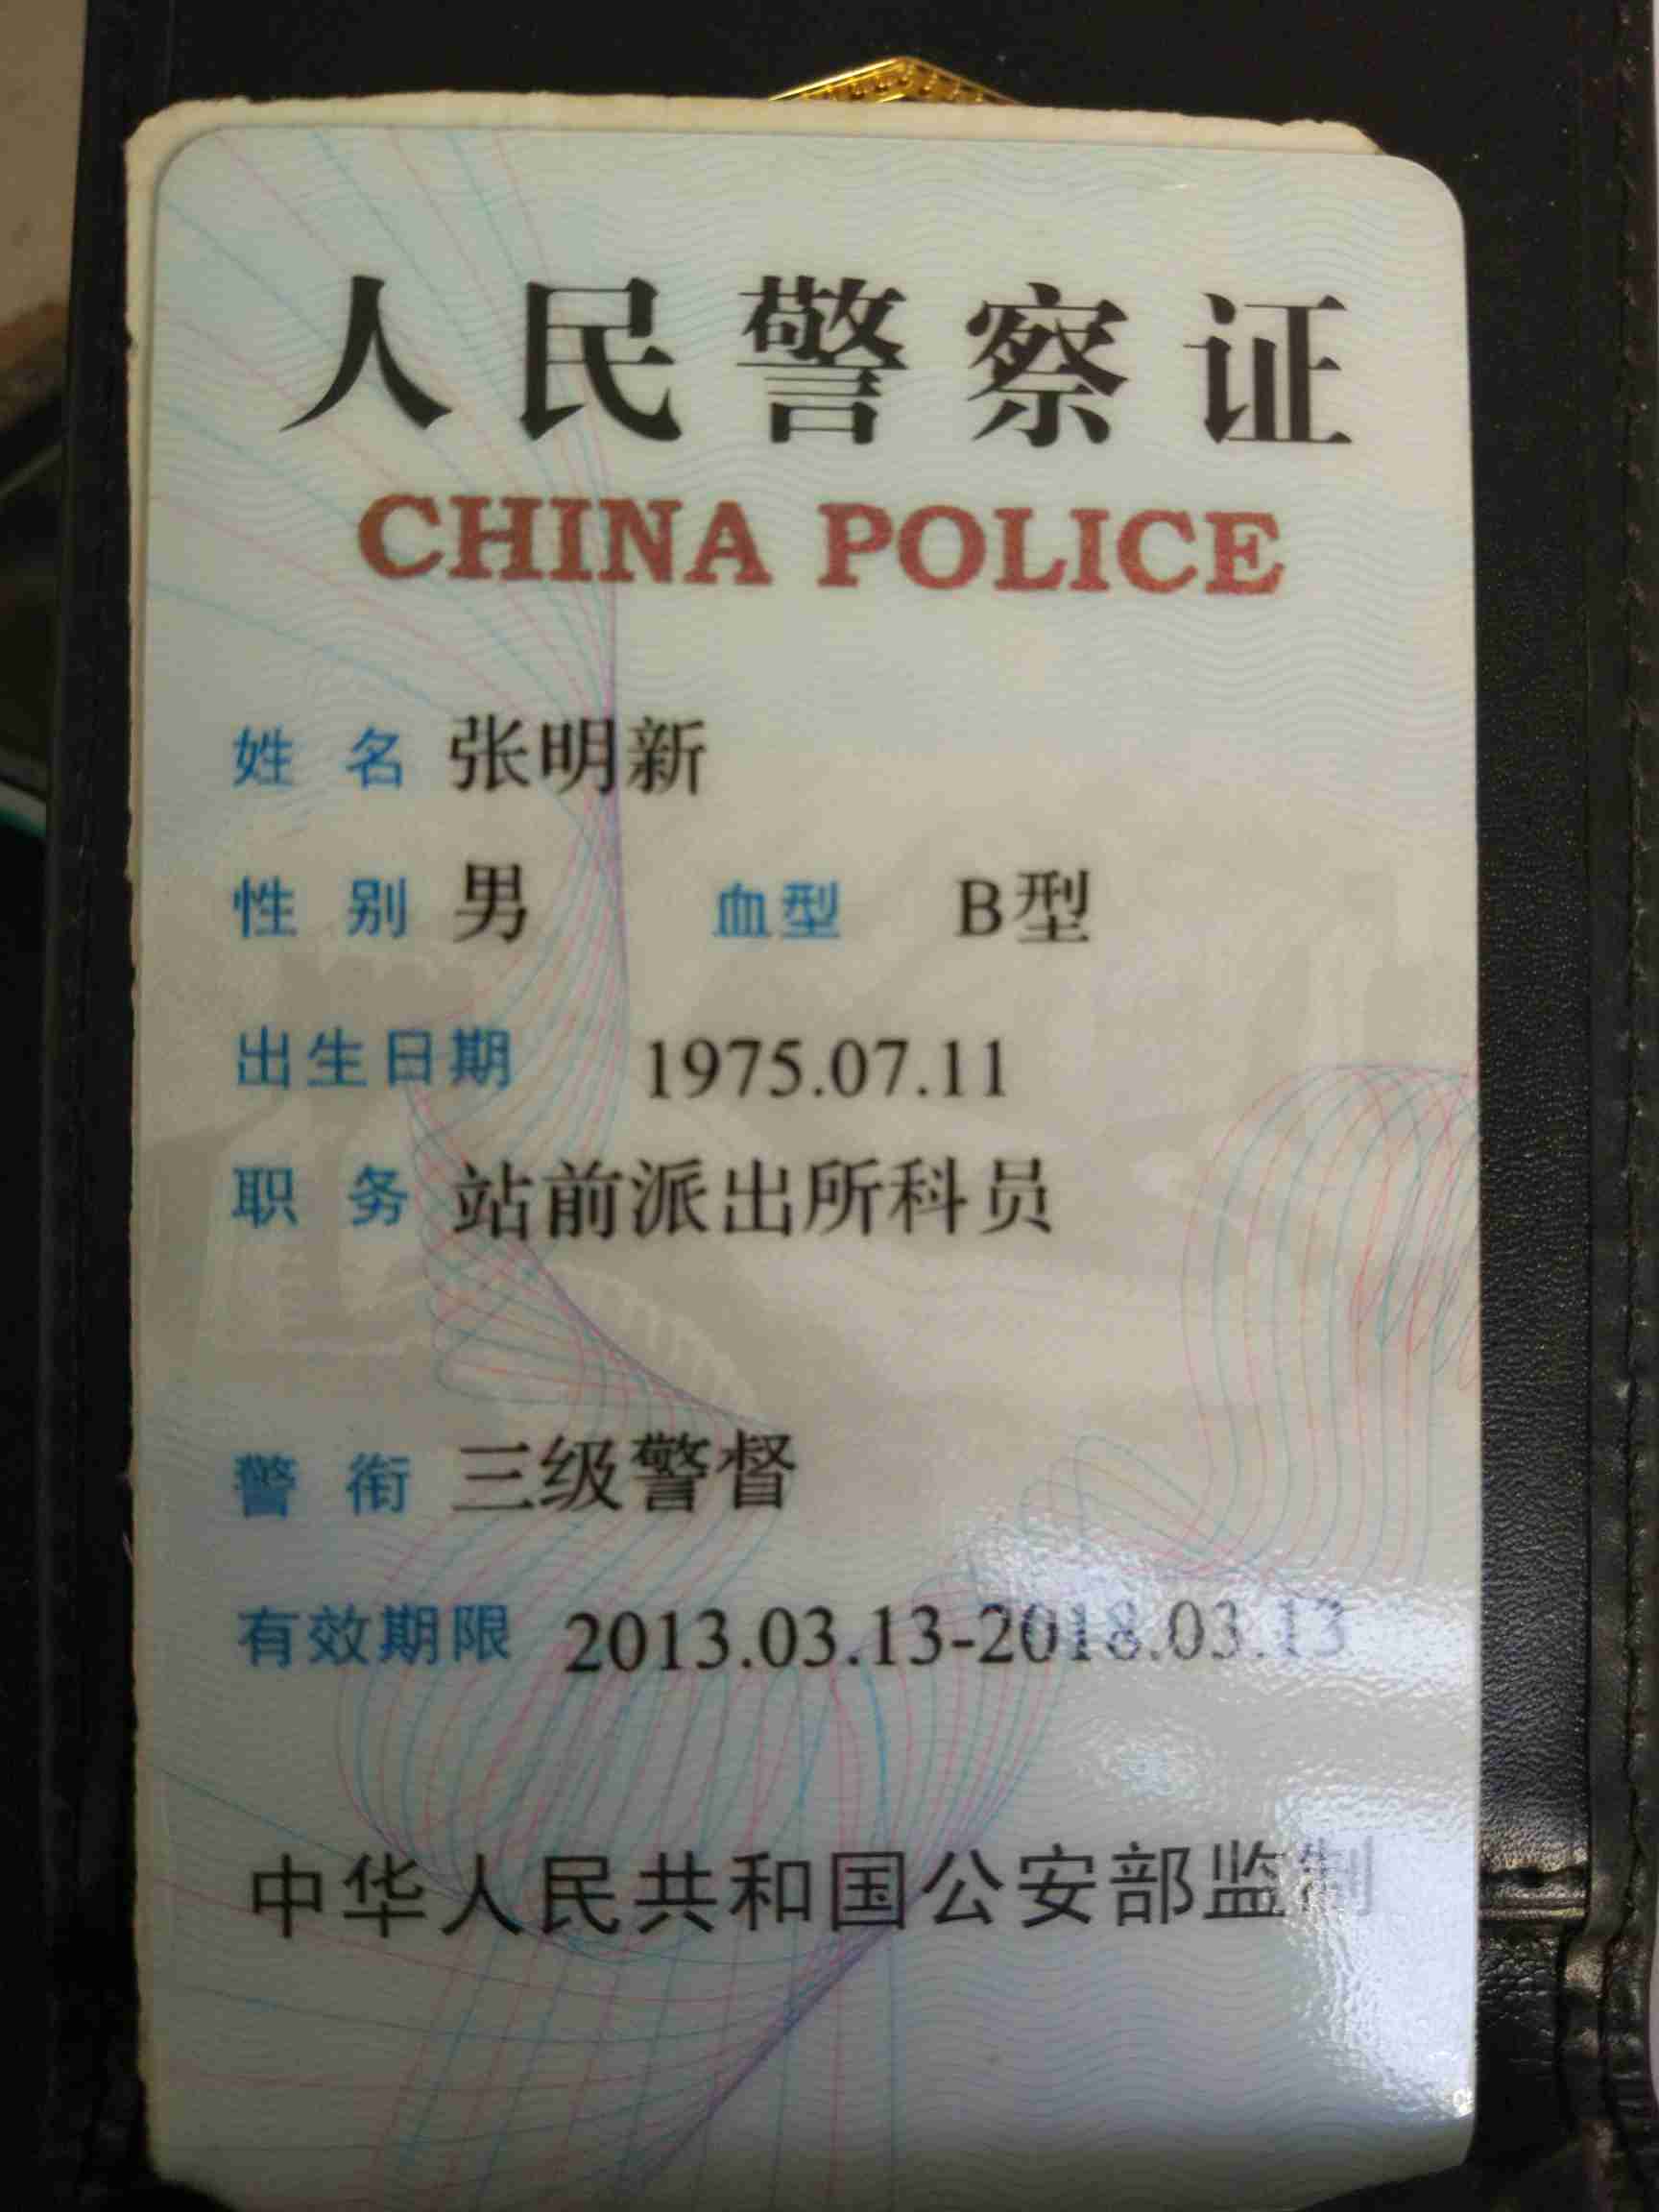 人民警察证
CHINA POLICE
姓名 张明新
性别 男 血型 B型
出生日期 1975.07.11
职务 站前派出所科员
警衔 三级警督
有效期限 2013.03.13-2018.03.13
中华人民共和国公安部监制